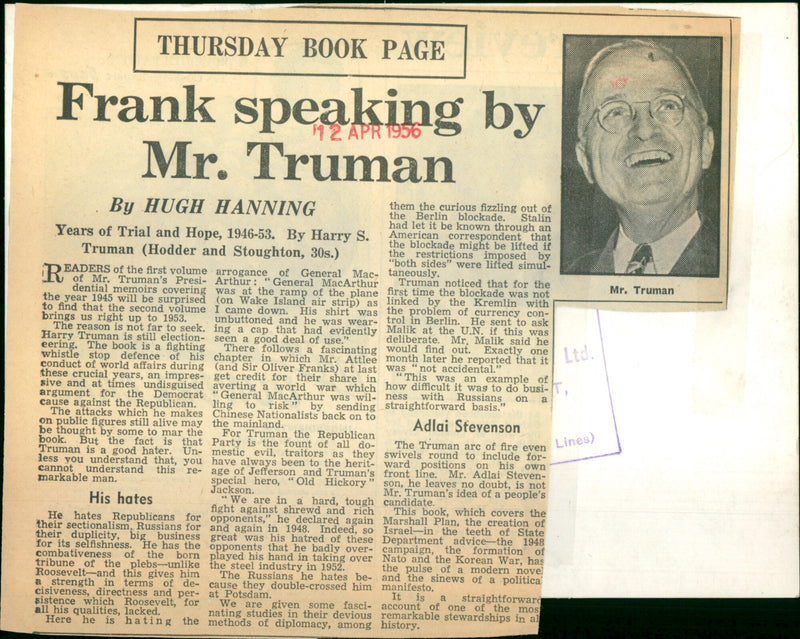 THURSDAY BOOK PAGE
Frank speaking by
Mr. Truman
12 APR 1956
By HUGH HANNING
Years of Trial and Hope, 1946-53. By Harry S.
Truman (Hodder and Stoughton, 30s.)
READERS of the first volume
of Mr. Truman's Presi-
dential memoirs covering
the year 1945 will be surprised
to find that the second volume
brings us right up to 1953.
The reason is not far to seek.
Harry Truman is still election-
eering. The book is a fighting
whistle stop defence of his
conduct of world affairs during
these crucial years, an impres-
sive and at times undisguised
argument for the Democrat
cause against the Republican.
The attacks which he makes
on public figures still alive may
be thought by some to mar the
book. But the fact is that
Truman is a good hater. Un-
less you understand that, you
cannot understand this re-
markable man.
His hates
He hates Republicans for
their sectionalism, Russians for
their duplicity, big business
for its selfishness. He has the
combativeness of the born
tribune of the plebs—unlike
Roosevelt—and this gives him
a strength in terms of de-
cisiveness, directness and per-
sistence which Roosevelt, for
all his qualities, lacked.
Here he is hating the
arrogance of General Mac-
Arthur: "General MacArthur
was at the ramp of the plane
(on Wake Island air strip) as
I came down. His shirt was
unbuttoned and he was wear-
ing a cap that had evidently
seen a good deal of use."
There follows a fascinating
chapter in which Mr. Attlee
(and Sir Oliver Franks) at last
get credit for their share in
averting a world war which
"General MacArthur was wil-
ling to risk" by sending
Chinese Nationalists back on to
the mainland.
For Truman the Republican
Party is the fount of all do-
mestic evil, traitors as they
have always been to the herit-
age of Jefferson and Truman's
special hero, "Old Hickory"
Jackson.
"We are in a hard, tough
fight against shrewd and rich
opponents," he declared again
and again in 1948. Indeed, so
great was his hatred of these
opponents that he badly over-
played his hand in taking over
the steel industry in 1952.
The Russians he hates be-
cause they double-crossed him
at Potsdam.
We are given some fasci-
nating studies in their devious
methods of diplomacy, among
them the curious fizzling out of
the Berlin blockade. Stalin
had let it be known through an
American correspondent that
the blockade might be lifted if
the restrictions imposed by
"both sides" were lifted simul-
taneously.
Truman noticed that for the
first time the blockade was not
linked by the Kremlin with
the problem of currency con-
trol in Berlin. He sent to ask
Malik at the U.N. if this was
deliberate. Mr. Malik said he
would find out. Exactly one
month later he reported that it
was "not accidental."
"This was an example of
how difficult it was to do busi-
ness with Russians on a
straightforward basis."
Adlai Stevenson
The Truman arc of fire even
swivels round to include for-
ward positions on his own
front line. Mr. Adlai Steven-
son, he leaves no doubt, is not
Mr. Truman's idea of a people's
candidate.
This book, which covers the
Marshall Plan, the creation of
Israel—in the teeth of State
Department advice—the 1948
campaign, the formation of
Nato and the Korean War, has
the pulse of a modern nove
and the sinews of a politica
manifesto.
It is a straightforward
account of one of the mos
remarkable stewardships in al
history.
Mr. Truman
Ltd.
T,
Lines)